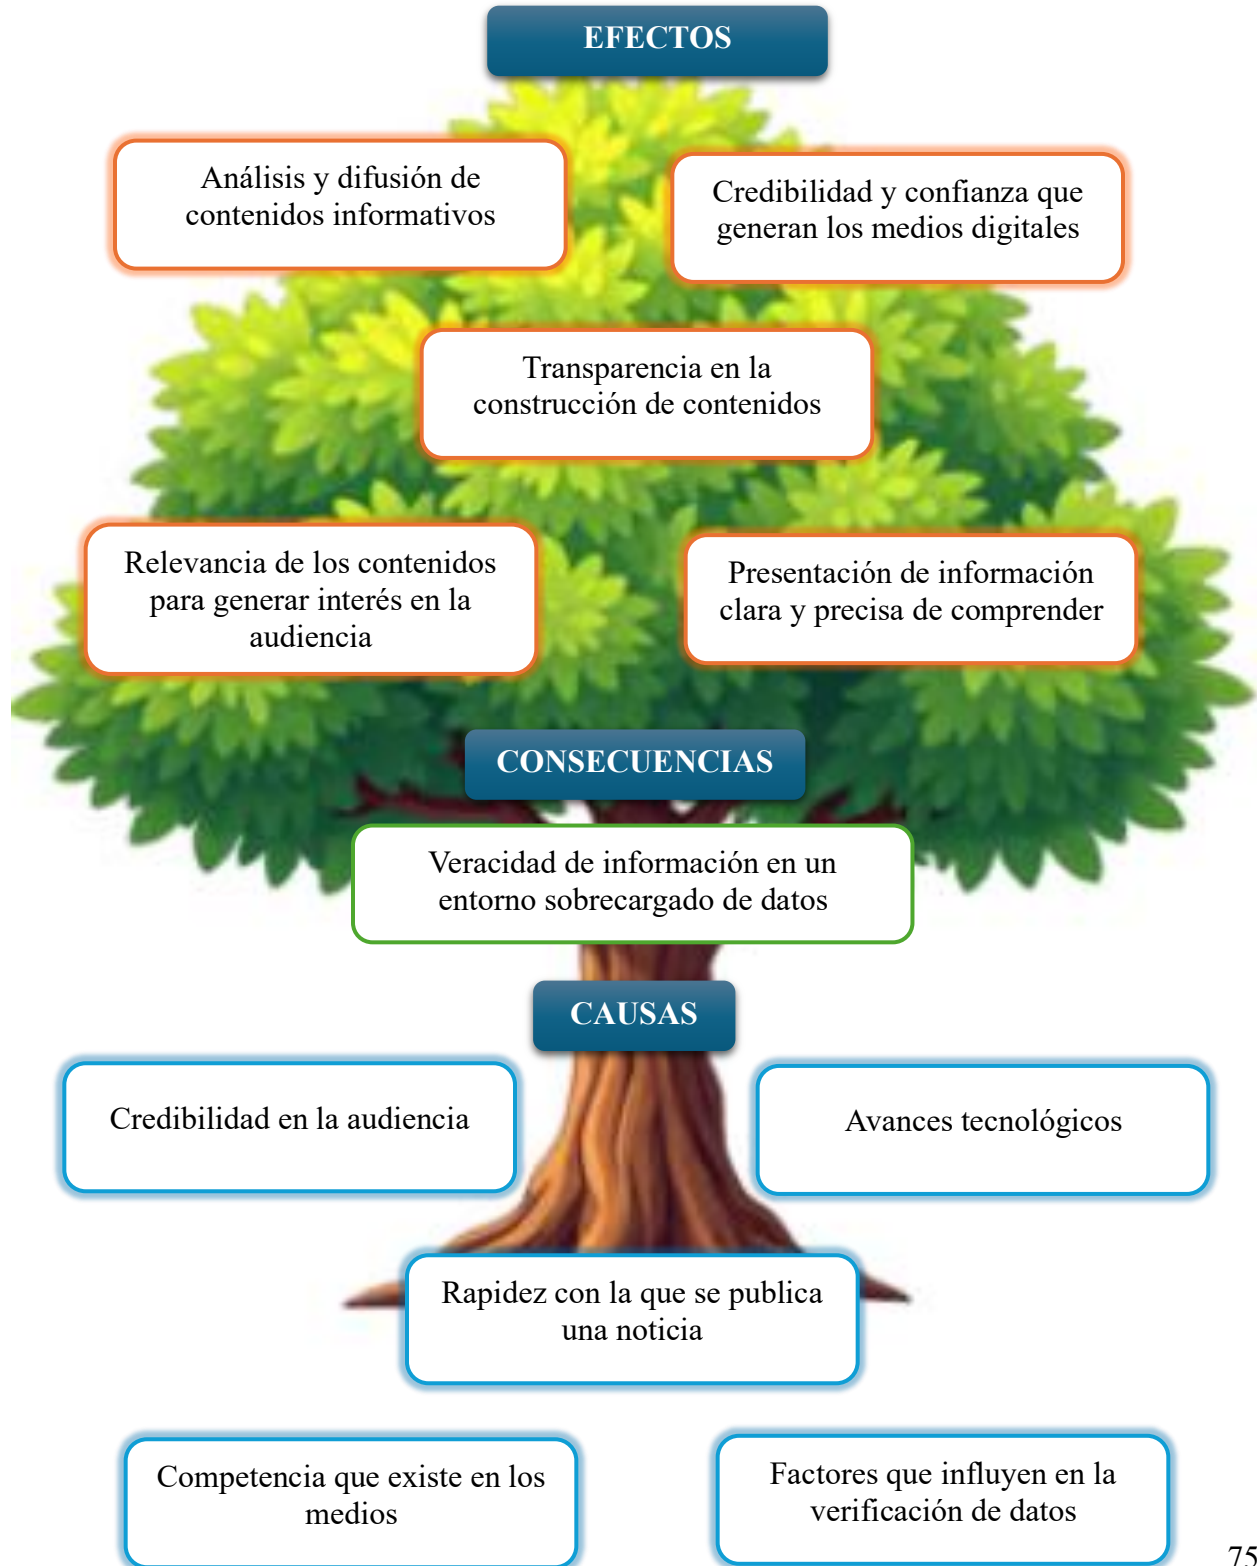 EFECTOS
Análisis y difusión de
contenidos informativos
Credibilidad y confianza que
generan los medios digitales
Transparencia en la
construcción de contenidos
Relevancia de los contenidos
para generar interés en la
audiencia
Presentación de información
clara y precisa de comprender
CONSECUENCIAS
Veracidad de información en un
entorno sobrecargado de datos
CAUSAS
Credibilidad en la audiencia
Avances tecnológicos
Rapidez con la que se publica
una noticia
Competencia que existe en los
medios
Factores que influyen en la
verificación de datos
75